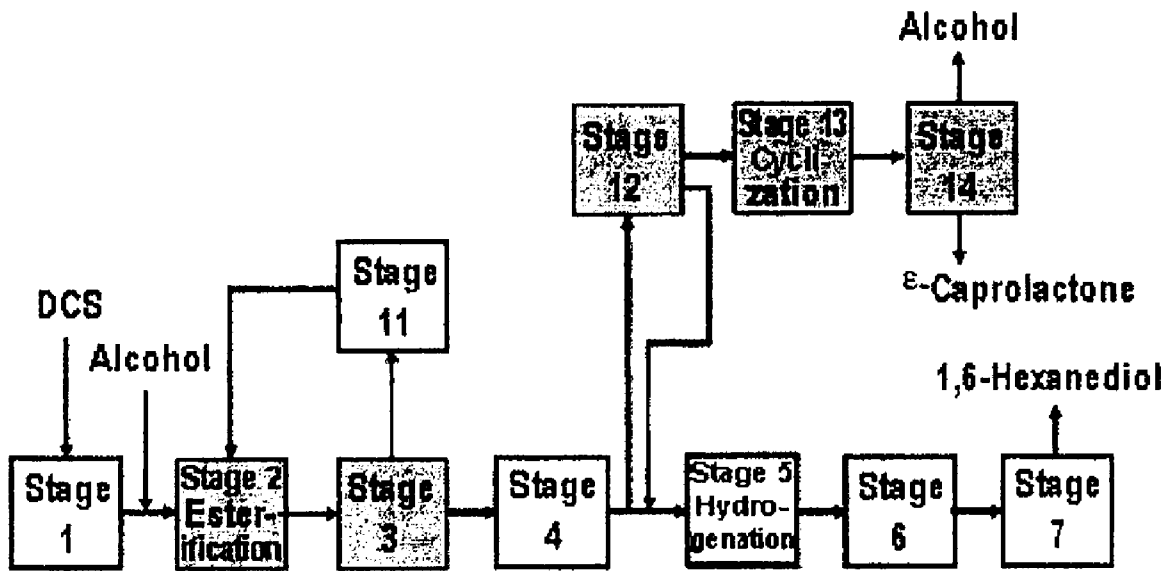 Alcohol
Stage
12
Stage 13
Cycli-
zation
Stage
14
ε-Caprolactone
Stage
11
DCS
Alcohol
1,6-Hexanediol
Stage
1
Stage 2
Ester-
ification
Stage
3
Stage
4
Stage 5
Hydro-
genation
Stage
6
Stage
7